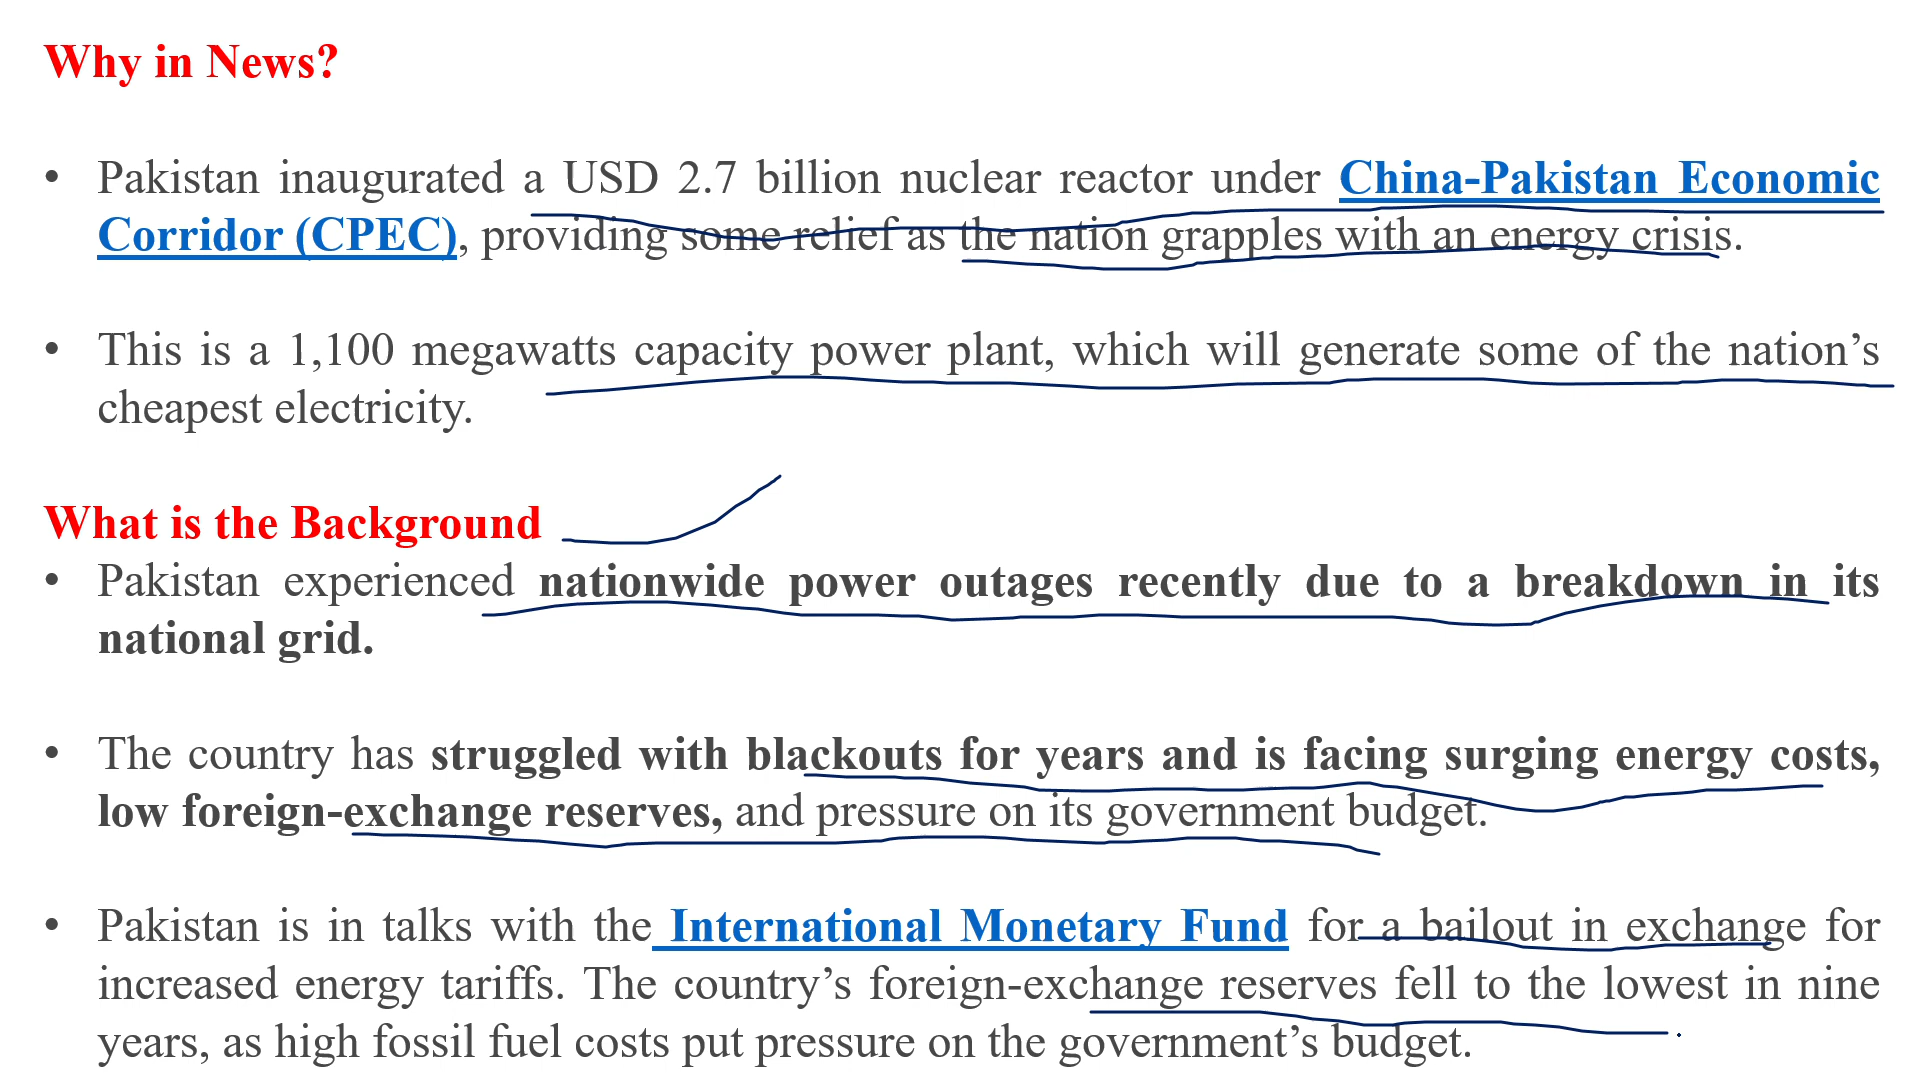 Why in News?
• Pakistan inaugurated a USD 2.7 billion nuclear reactor under China-Pakistan Economic
Corridor (CPEC), providing some relief as the nation grapples with an energy crisis.
• This is a 1,100 megawatts capacity power plant, which will generate some of the nation’s
cheapest electricity.
What is the Background
• Pakistan experienced nationwide power outages recently due to a breakdown in its
national grid.
• The country has struggled with blackouts for years and is facing surging energy costs,
low foreign-exchange reserves, and pressure on its government budget.
• Pakistan is in talks with the International Monetary Fund for a bailout in exchange for
increased energy tariffs. The country’s foreign-exchange reserves fell to the lowest in nine
years, as high fossil fuel costs put pressure on the government’s budget.